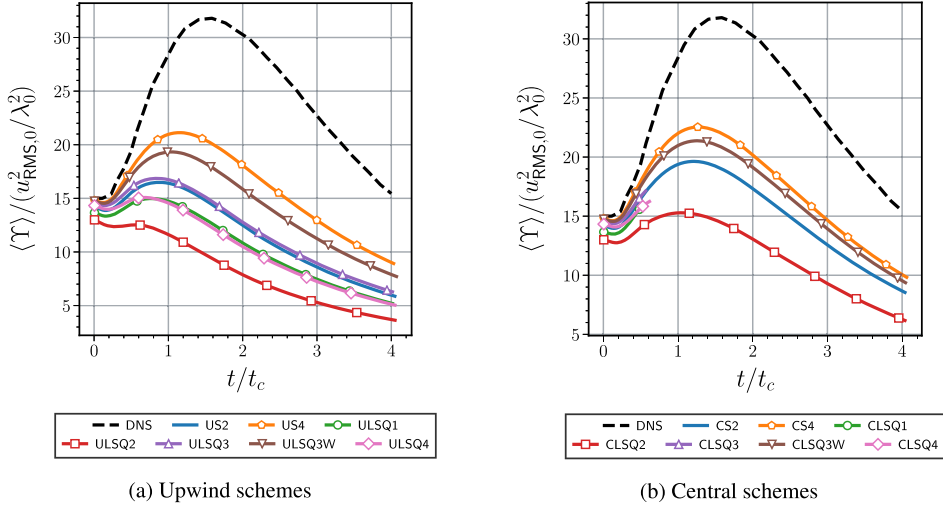 30
25
20
15
10
5
0
1
2
3
4
⟨Υ⟩/(u²RMS,0/λ₀²)
t/tc
DNS US2 US4 ULSQ1
ULSQ2 ULSQ3 ULSQ3W ULSQ4
(a) Upwind schemes
30
25
20
15
10
5
0
1
2
3
4
⟨Υ⟩/(u²RMS,0/λ₀²)
t/tc
DNS CS2 CS4 CLSQ1
CLSQ2 CLSQ3 CLSQ3W CLSQ4
(b) Central schemes